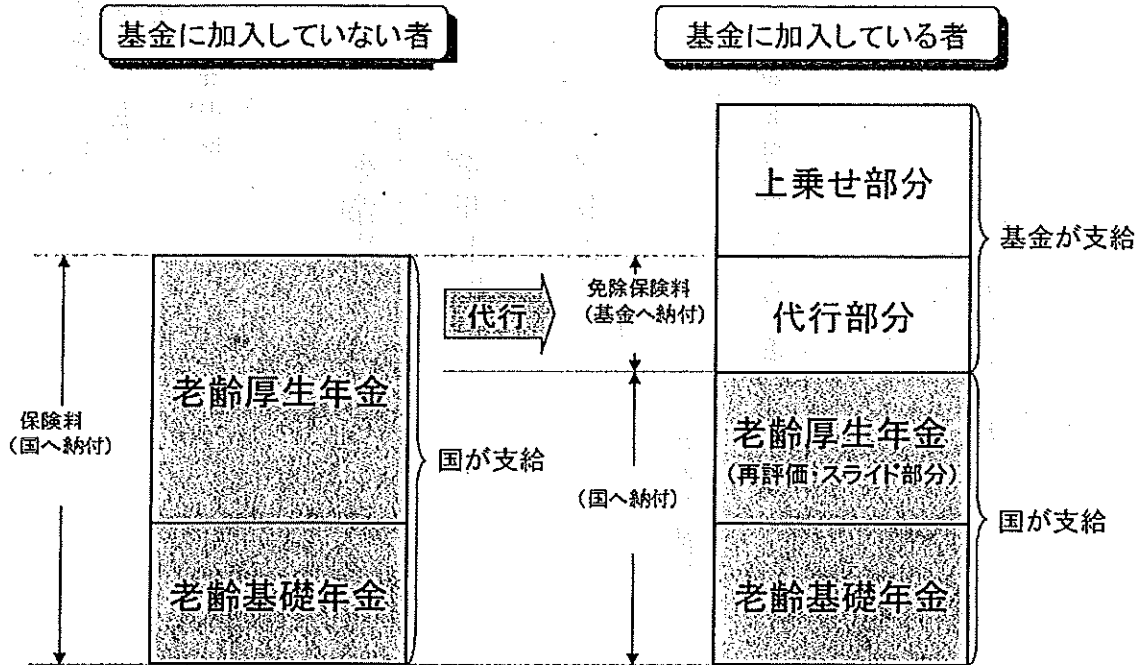 基金に加入していない者
基金に加入している者
上乗せ部分
基金が支給
代行
免除保険料
(基金へ納付)
代行部分
老齢厚生年金
保険料
(国へ納付)
国が支給
老齢基礎年金
(国へ納付)
老齢厚生年金
(再評価・スライド部分)
国が支給
老齢基礎年金